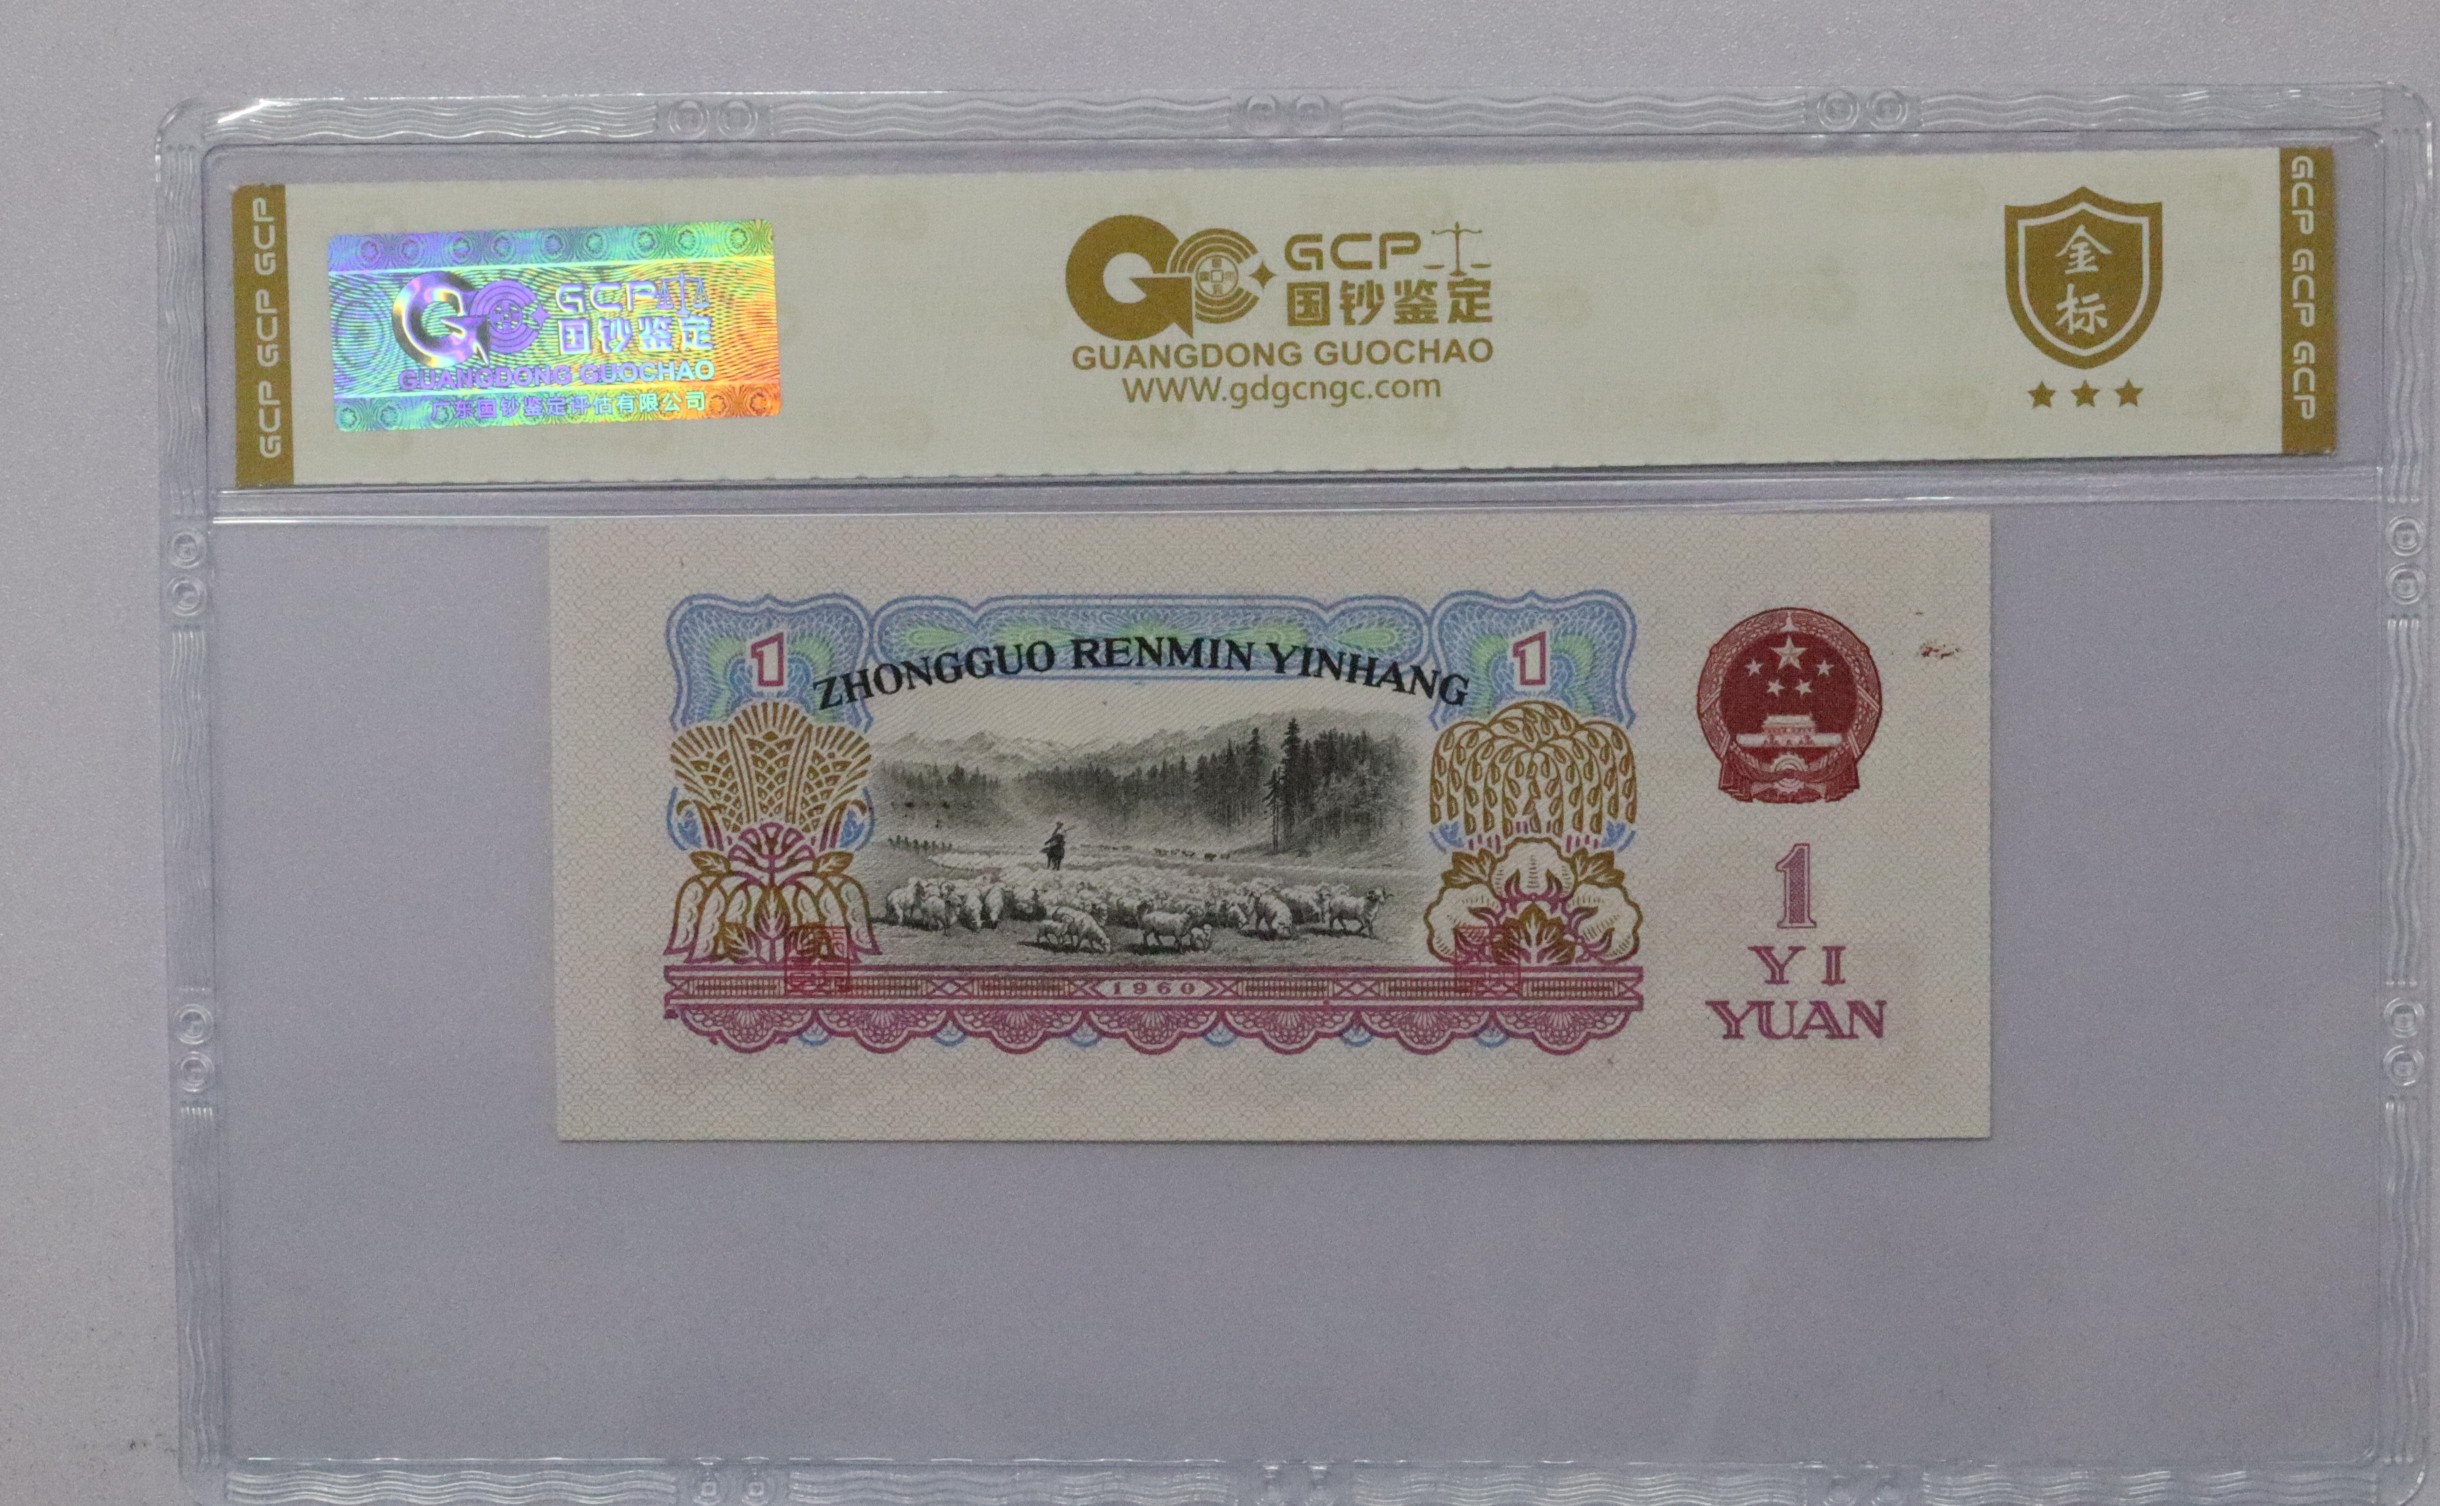 GCP GCP GCP
GCP
国钞鉴定
GUANGDONG GUOCHAO
广东国钞鉴定评估有限公司
GCP
国钞鉴定
GUANGDONG GUOCHAO
WWW.gdgcngc.com
金
标
GCP GCP GCP
1
ZHONGGUO RENMIN YINHANG
1
1960
1
YI
YUAN